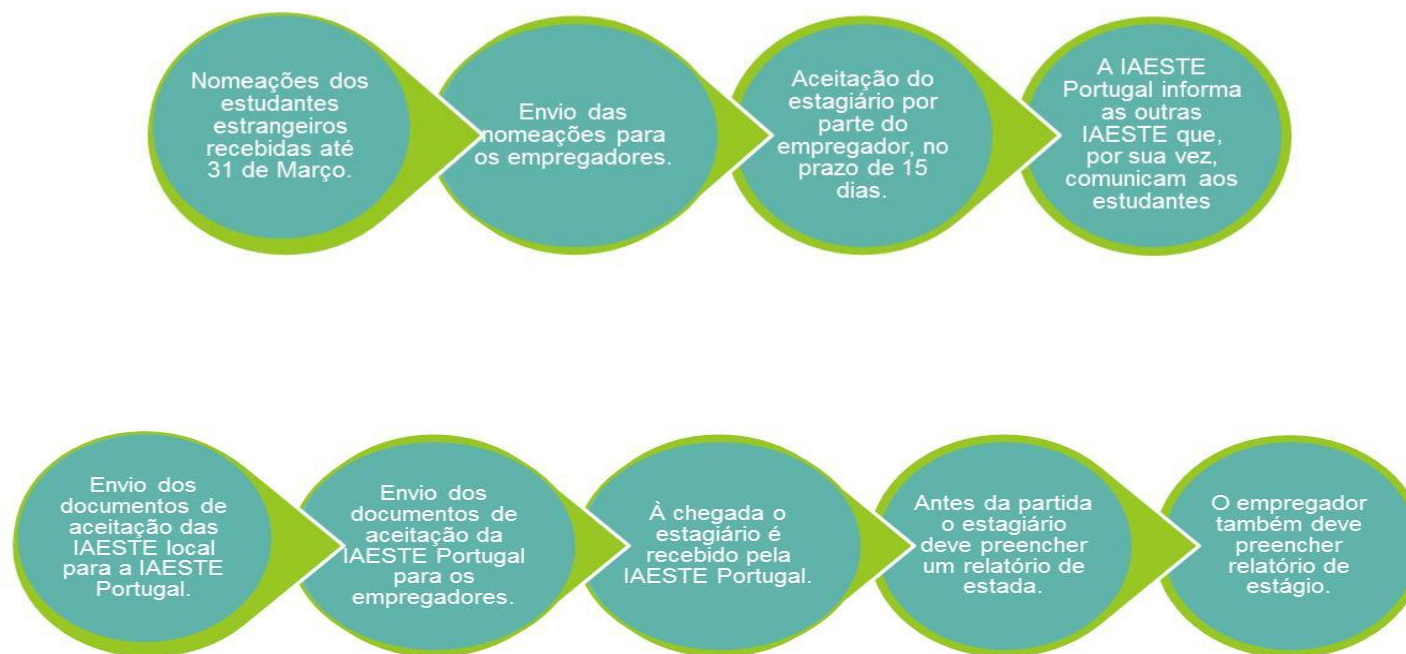 Nomeações dos
estudantes
estrangeiros
recebidas até
31 de Março.
Envio das
nomeações para
os empregadores.
Aceitação do
estagiário por
parte do
empregador, no
prazo de 15
dias.
A IAESTE
Portugal informa
as outras
IAESTE que,
por sua vez,
comunicam aos
estudantes
Envio dos
documentos de
aceitação das
IAESTE local
para a IAESTE
Portugal.
Envio dos
documentos de
aceitação da
IAESTE Portugal
para os
empregadores.
À chegada o
estagiário é
recebido pela
IAESTE Portugal.
Antes da partida
o estagiário
deve preencher
um relatório de
estada.
O empregador
também deve
preencher
relatório de
estágio.